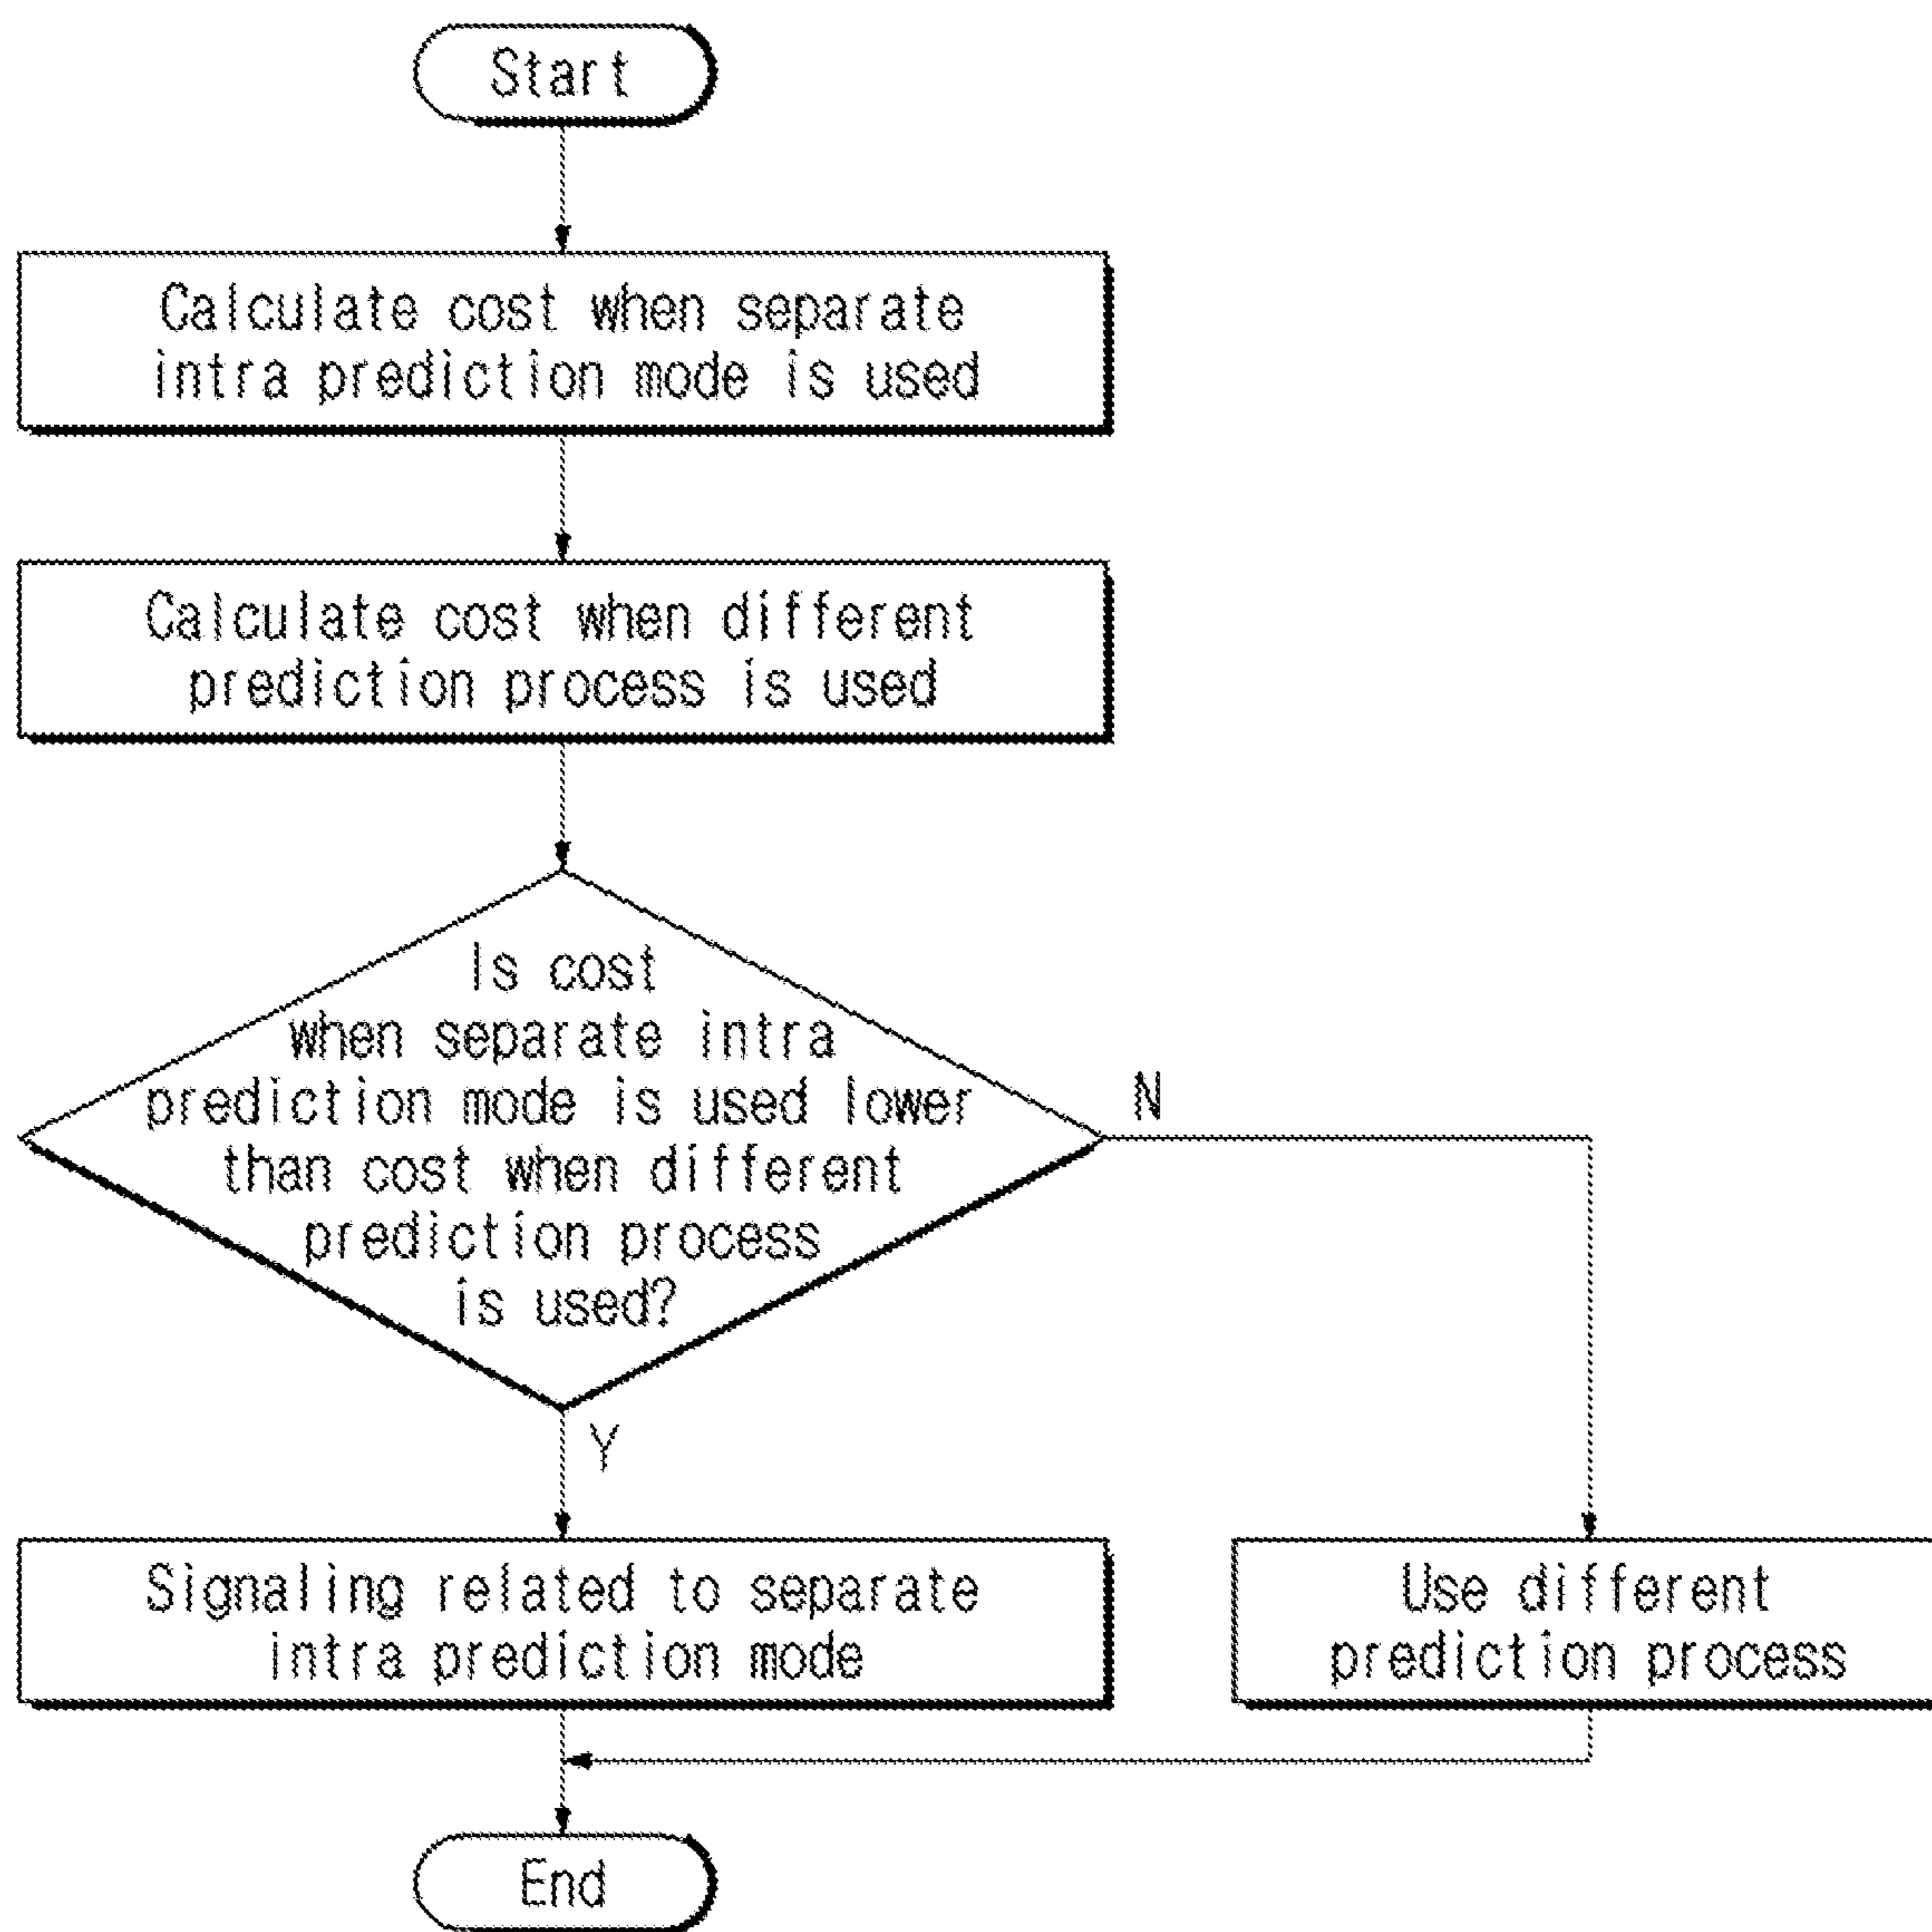 Start
Calculate cost when separate
intra prediction mode is used
Calculate cost when different
prediction process is used
Is cost
when separate intra
prediction mode is used lower
than cost when different
prediction process
is used?
N
Y
Signaling related to separate
intra prediction mode
Use different
prediction process
End